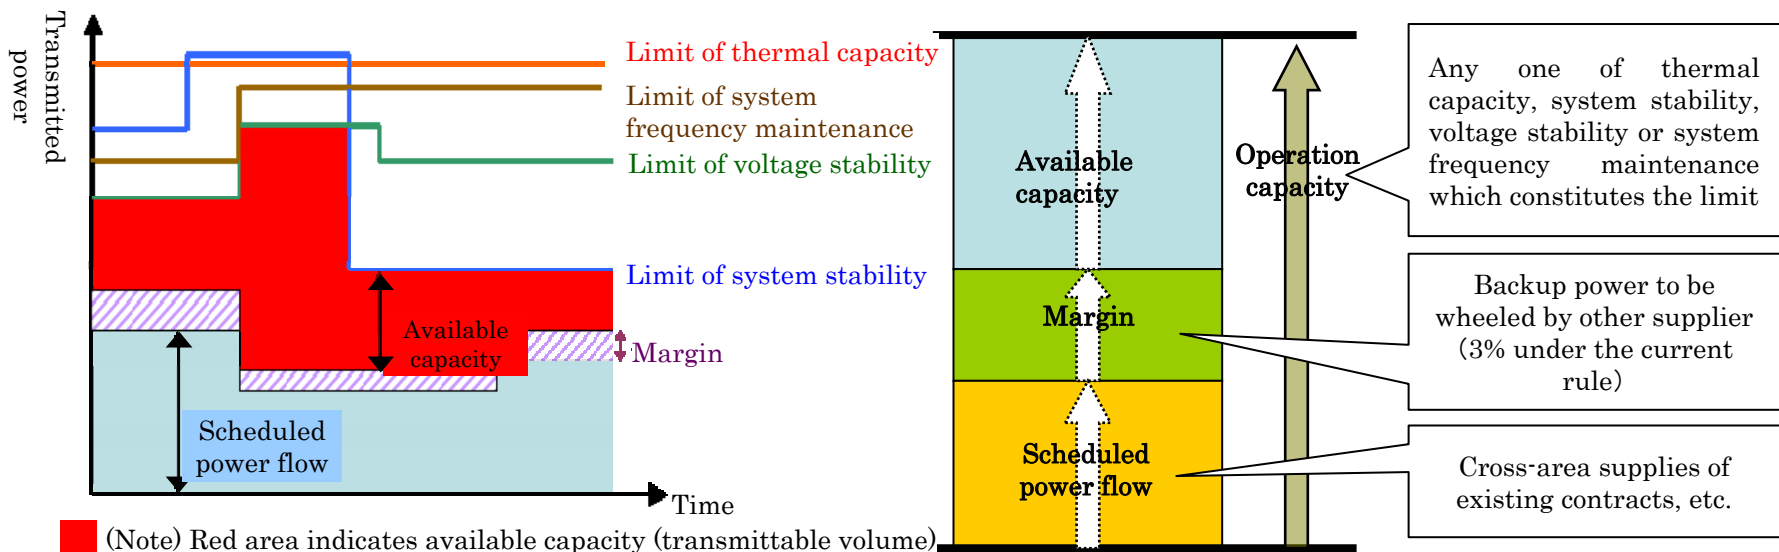 Transmitted
power
Limit of thermal capacity
Limit of system
frequency maintenance
Limit of voltage stability
Limit of system stability
Available
capacity
Margin
Scheduled
power flow
Time
(Note) Red area indicates available capacity (transmittable volume)
Available
capacity
Operation
capacity
Margin
Scheduled
power flow
Any one of thermal
capacity, system stability,
voltage stability or system
frequency maintenance
which constitutes the limit
Backup power to be
wheeled by other supplier
(3% under the current
rule)
Cross-area supplies of
existing contracts, etc.